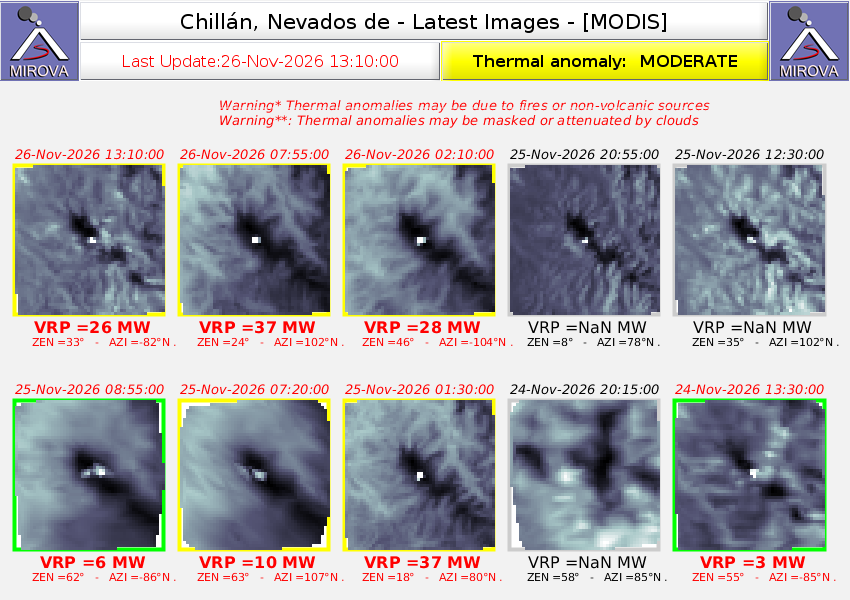 Chillán, Nevados de - Latest Images - [MODIS]
MIROVA
Last Update:26-Nov-2026 13:10:00
Thermal anomaly: MODERATE
MIROVA
Warning* Thermal anomalies may be due to fires or non-volcanic sources
Warning**: Thermal anomalies may be masked or attenuated by clouds
26-Nov-2026 13:10:00
26-Nov-2026 07:55:00
26-Nov-2026 02:10:00
25-Nov-2026 20:55:00
25-Nov-2026 12:30:00
VRP =26 MW
VRP =37 MW
VRP =28 MW
VRP =NaN MW
VRP =NaN MW
ZEN =33° - AZI =-82°N .
ZEN =24° - AZI =102°N .
ZEN =46° - AZI =-104°N .
ZEN =8° - AZI =78°N .
ZEN =35° - AZI =102°N .
25-Nov-2026 08:55:00
25-Nov-2026 07:20:00
25-Nov-2026 01:30:00
24-Nov-2026 20:15:00
24-Nov-2026 13:30:00
VRP =6 MW
VRP =10 MW
VRP =37 MW
VRP =NaN MW
VRP =3 MW
ZEN =62° - AZI =-86°N .
ZEN =63° - AZI =107°N .
ZEN =18° - AZI =80°N .
ZEN =58° - AZI =85°N .
ZEN =55° - AZI =-85°N .